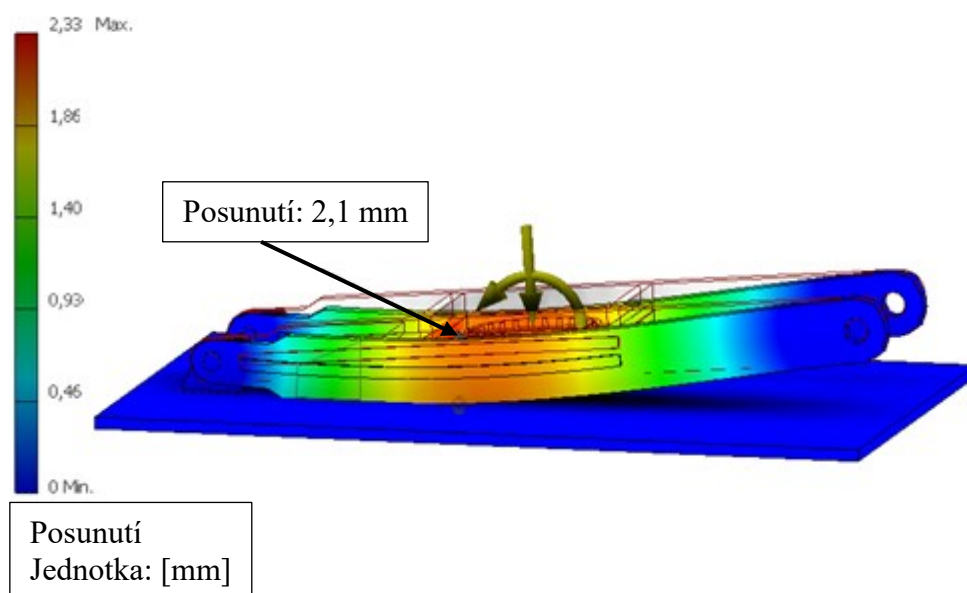 2,33 Max.
1,86
Posunutí: 2,1 mm
1,40
0,93
0,46
0 Min.
Posunutí
Jednotka: [mm]